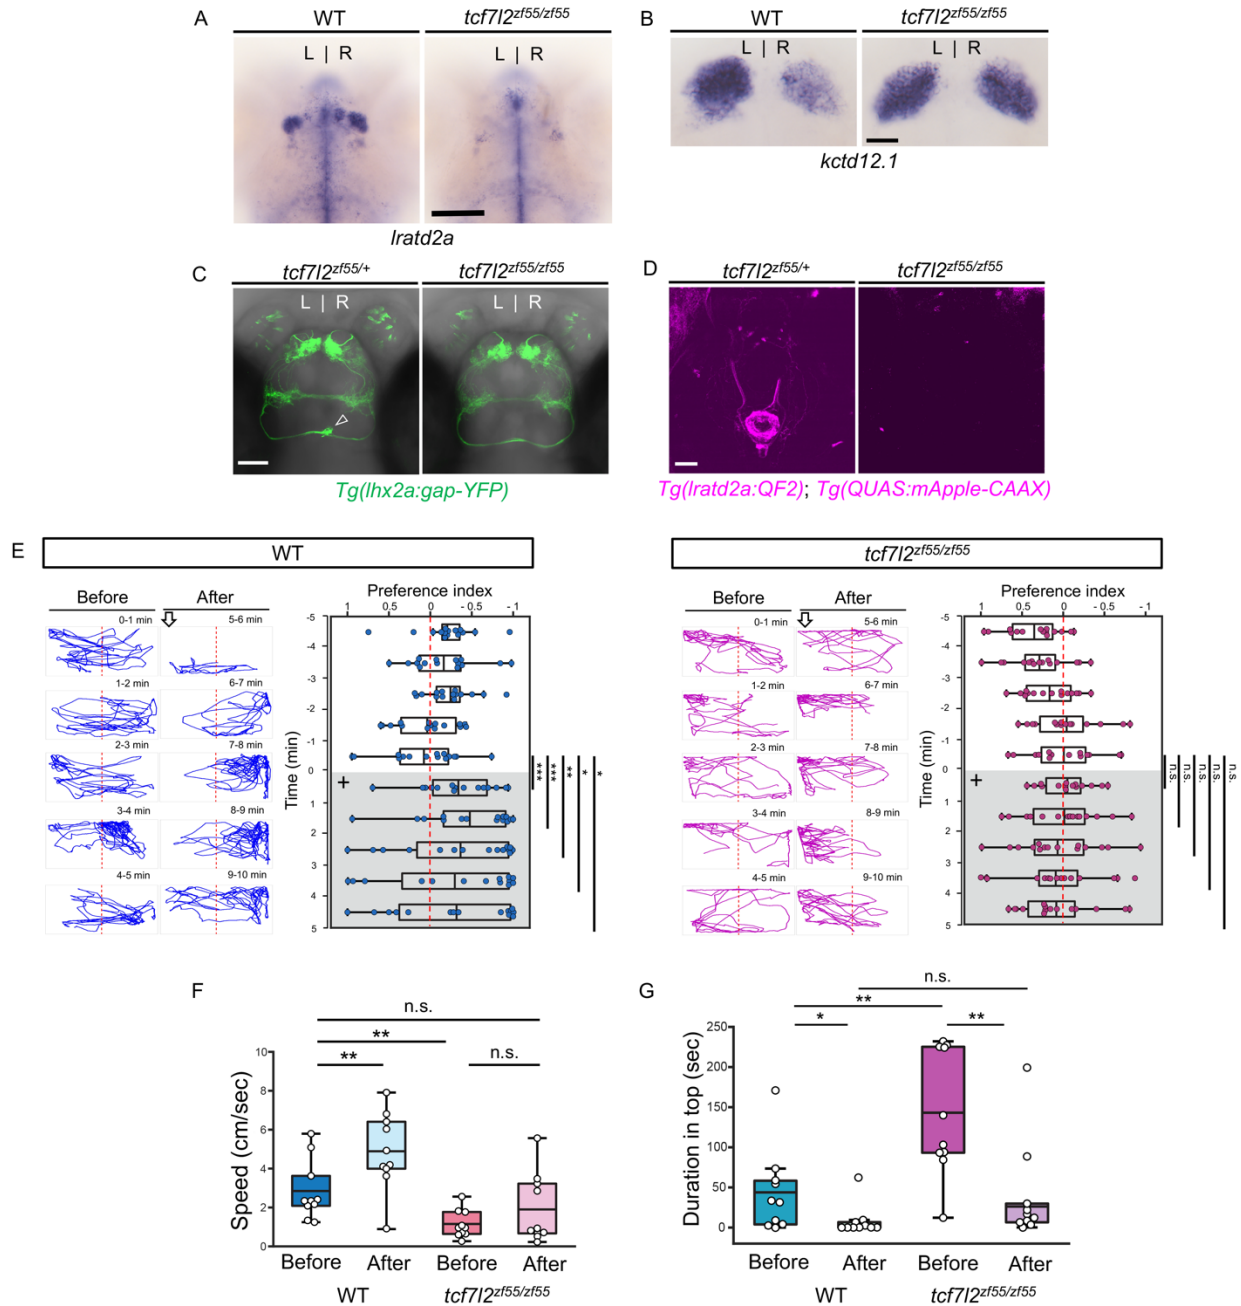 A
WT
tcf7l2zf55/zf55
L | R
L | R
lratd2a
B
WT
tcf7l2zf55/zf55
L | R
L | R
kctd12.1
C
tcf7l2zf55/+
tcf7l2zf55/zf55
L | R
L | R
Tg(lhx2a:gap-YFP)
D
tcf7l2zf55/+
tcf7l2zf55/zf55
Tg(lratd2a:QF2); Tg(QUAS:mApple-CAAX)
E
WT
Before
After
0-1 min
5-6 min
1-2 min
6-7 min
2-3 min
7-8 min
3-4 min
8-9 min
4-5 min
9-10 min
Preference index
1 0.5 0 -0.5 -1
Time (min)
-5
-4
-3
-2
-1
0
1
2
3
4
5
+
***
***
**
*
*
tcf7l2zf55/zf55
Before
After
0-1 min
5-6 min
1-2 min
6-7 min
2-3 min
7-8 min
3-4 min
8-9 min
4-5 min
9-10 min
Preference index
1 0.5 0 -0.5 -1
Time (min)
-5
-4
-3
-2
-1
0
1
2
3
4
5
+
n.s.
n.s.
n.s.
n.s.
n.s.
F
n.s.
**
**
n.s.
Speed (cm/sec)
10
8
6
4
2
0
Before After Before After
WT tcf7l2zf55/zf55
G
n.s.
**
*
**
Duration in top (sec)
250
200
150
100
50
0
Before After Before After
WT tcf7l2zf55/zf55